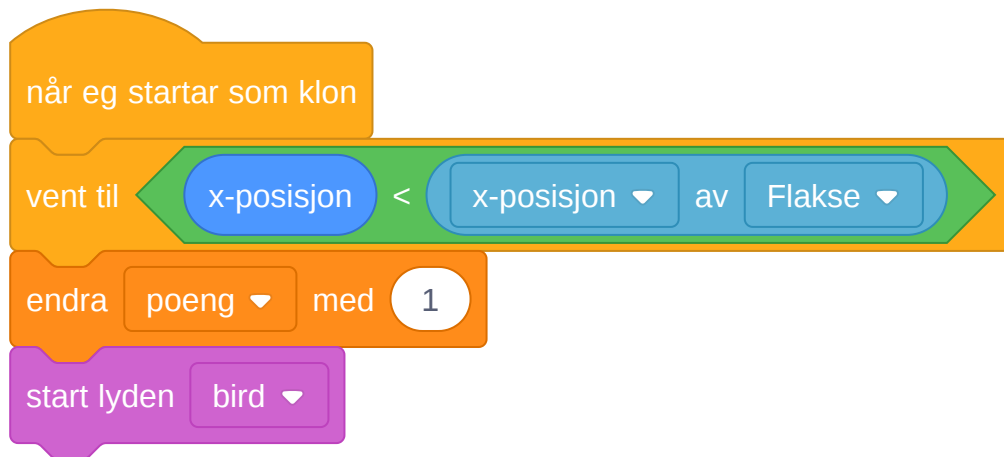 når eg startar som klon
vent til x-posisjon < x-posisjon av Flakse
endra poeng med 1
start lyden bird